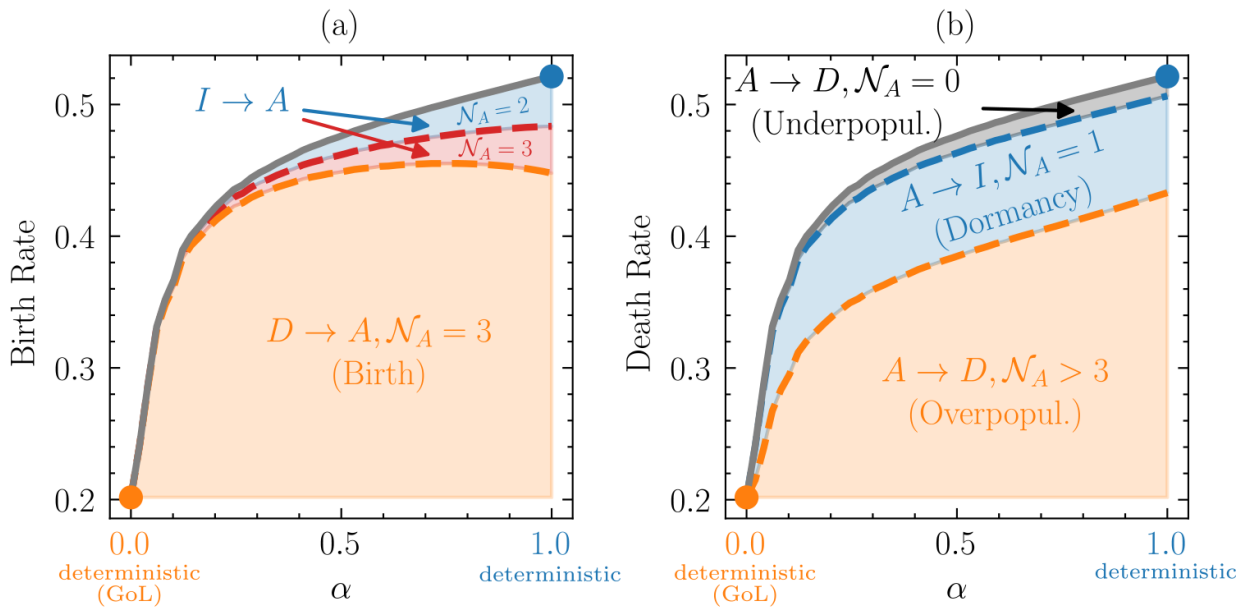 (a)
Birth Rate
0.5
0.4
0.3
0.2
I → A
𝒩_A = 2
𝒩_A = 3
D → A, 𝒩_A = 3
(Birth)
0.0
0.5
1.0
deterministic
(GoL)
α
deterministic
(b)
Death Rate
0.5
0.4
0.3
0.2
A → D, 𝒩_A = 0
(Underpopul.)
A → I, 𝒩_A = 1
(Dormancy)
A → D, 𝒩_A > 3
(Overpopul.)
0.0
0.5
1.0
deterministic
(GoL)
α
deterministic